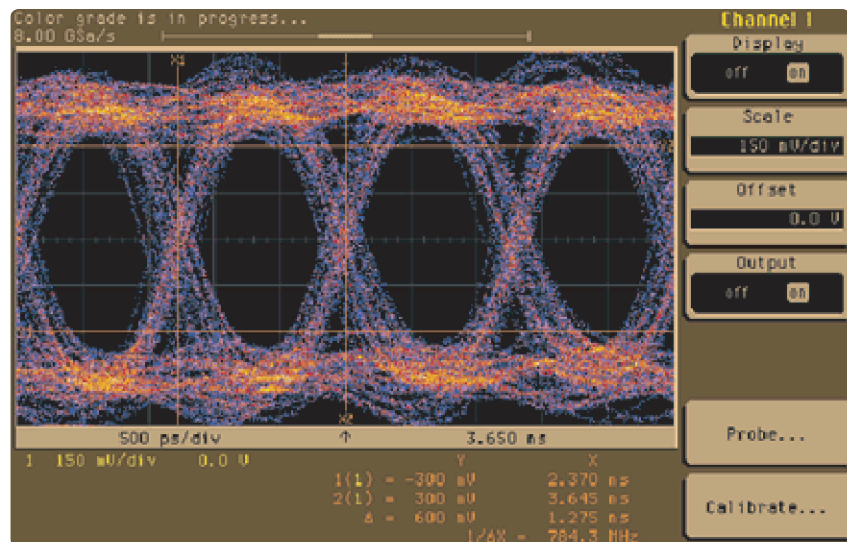 Color grade is in progress...
8.00 GSa/s
Channel 1
Display
off on
Scale
150 mV/div
Offset
0.0 V
Output
off on
Probe...
Calibrate...
X1
X2
500 ps/div ↑ 3.650 ns
1 150 mV/div 0.0 V
Y X
1(1) = -300 mV 2.370 ns
2(1) = 300 mV 3.645 ns
Δ = 600 mV 1.275 ns
1/ΔX = 784.3 MHz